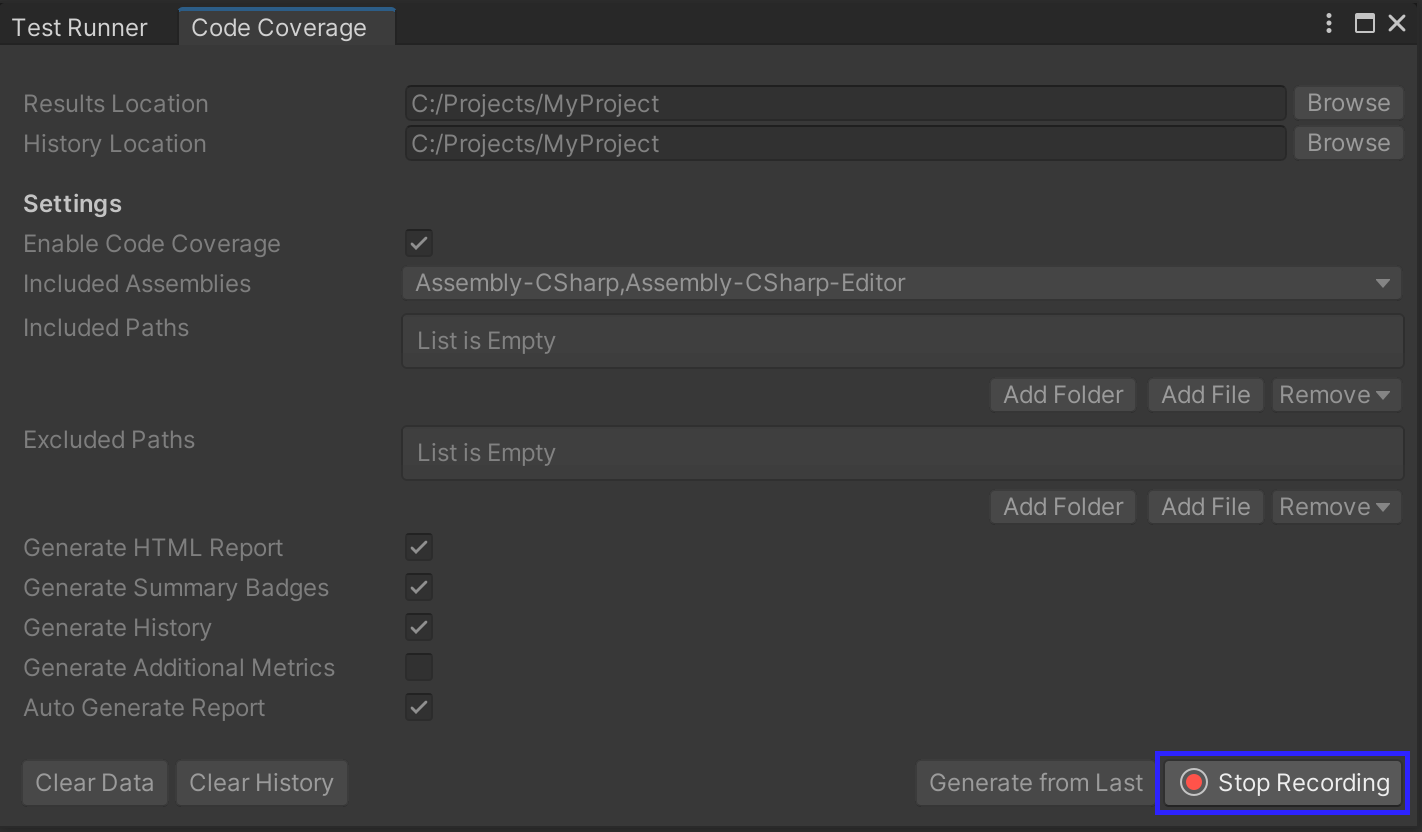 Test Runner Code Coverage
Results Location C:/Projects/MyProject Browse
History Location C:/Projects/MyProject Browse
Settings
Enable Code Coverage
Included Assemblies Assembly-CSharp,Assembly-CSharp-Editor
Included Paths List is Empty
Add Folder Add File Remove
Excluded Paths List is Empty
Add Folder Add File Remove
Generate HTML Report
Generate Summary Badges
Generate History
Generate Additional Metrics
Auto Generate Report
Clear Data Clear History Generate from Last Stop Recording